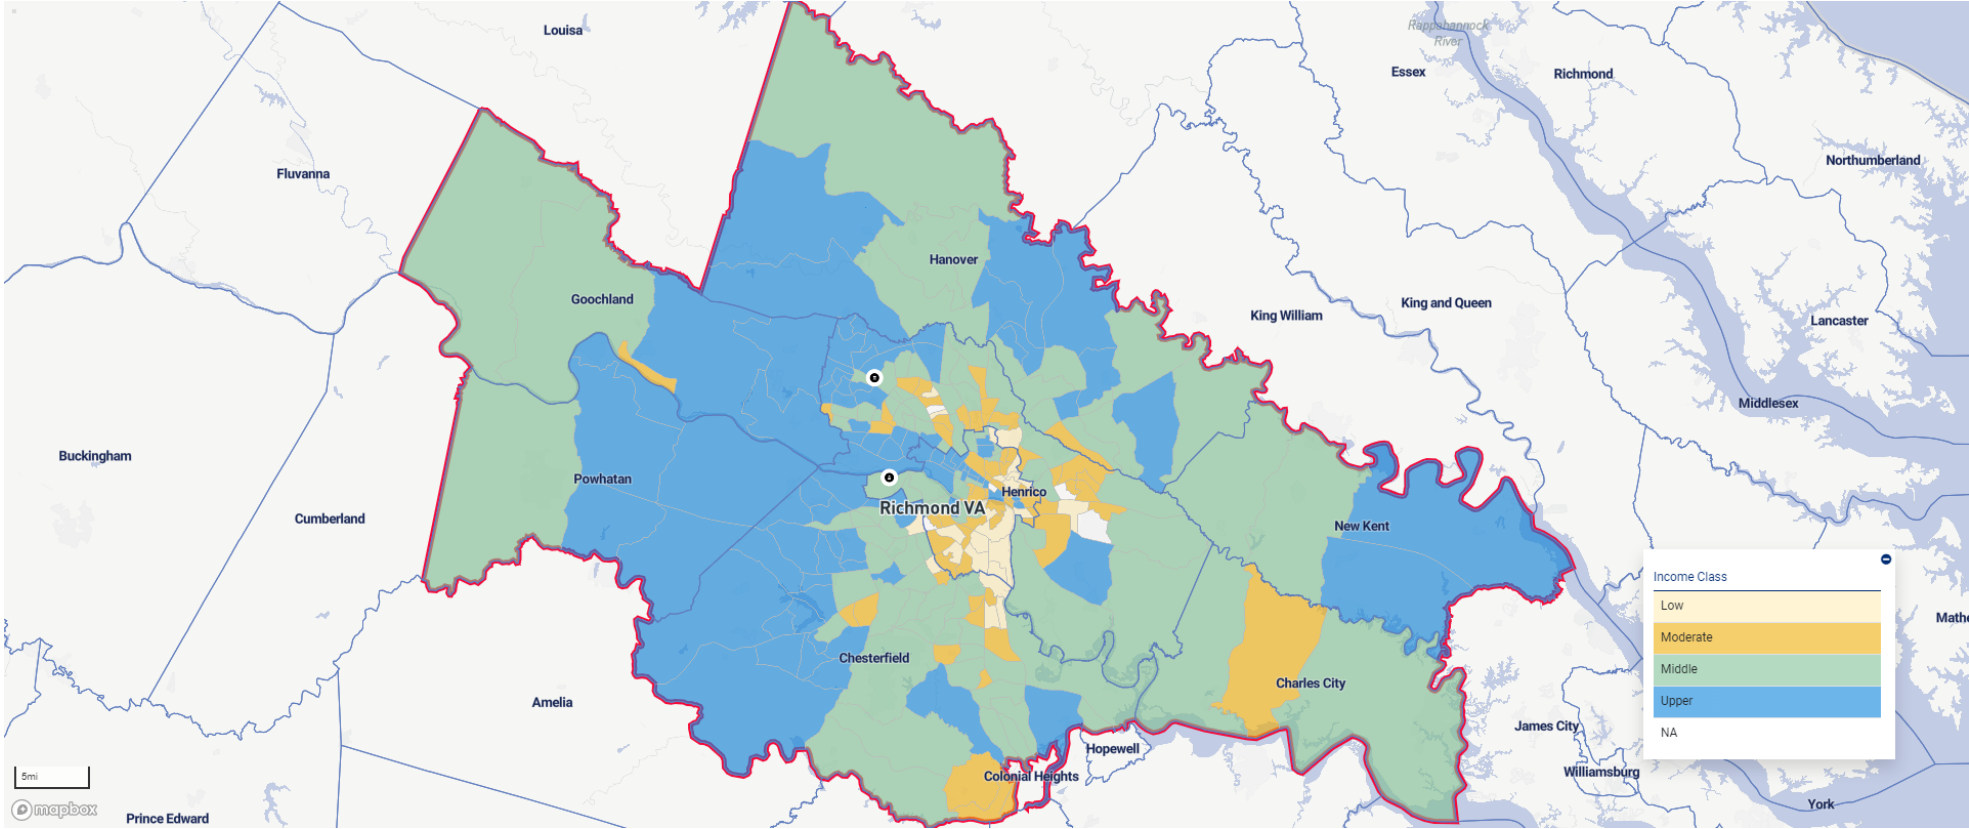 Louisa
Rappahannock
River
Essex
Richmond
Northumberland
Fluvanna
Hanover
Goochland
King William
King and Queen
Lancaster
Middlesex
Buckingham
Powhatan
Henrico
Richmond VA
Cumberland
New Kent
Income Class
Low
Moderate
Middle
Upper
NA
Mathe
Chesterfield
Charles City
Amelia
James City
Hopewell
Colonial Heights
Williamsburg
5mi
York
mapbox
Prince Edward